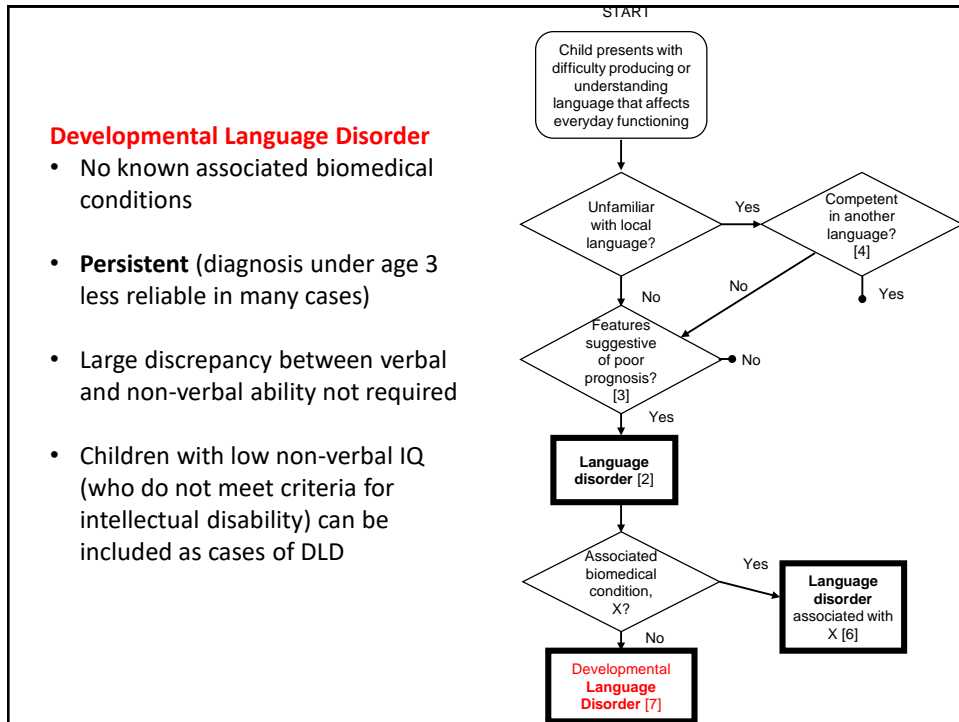 Developmental Language Disorder
• No known associated biomedical
conditions
• Persistent (diagnosis under age 3
less reliable in many cases)
• Large discrepancy between verbal
and non-verbal ability not required
• Children with low non-verbal IQ
(who do not meet criteria for
intellectual disability) can be
included as cases of DLD
START
Child presents with
difficulty producing or
understanding
language that affects
everyday functioning
Unfamiliar
with local
language?
Yes
Competent
in another
language?
[4]
Yes
No
No
Features
suggestive
of poor
prognosis?
[3]
No
Yes
Language
disorder [2]
Associated
biomedical
condition,
X?
Yes
Language
disorder
associated with
X [6]
No
Developmental
Language
Disorder [7]